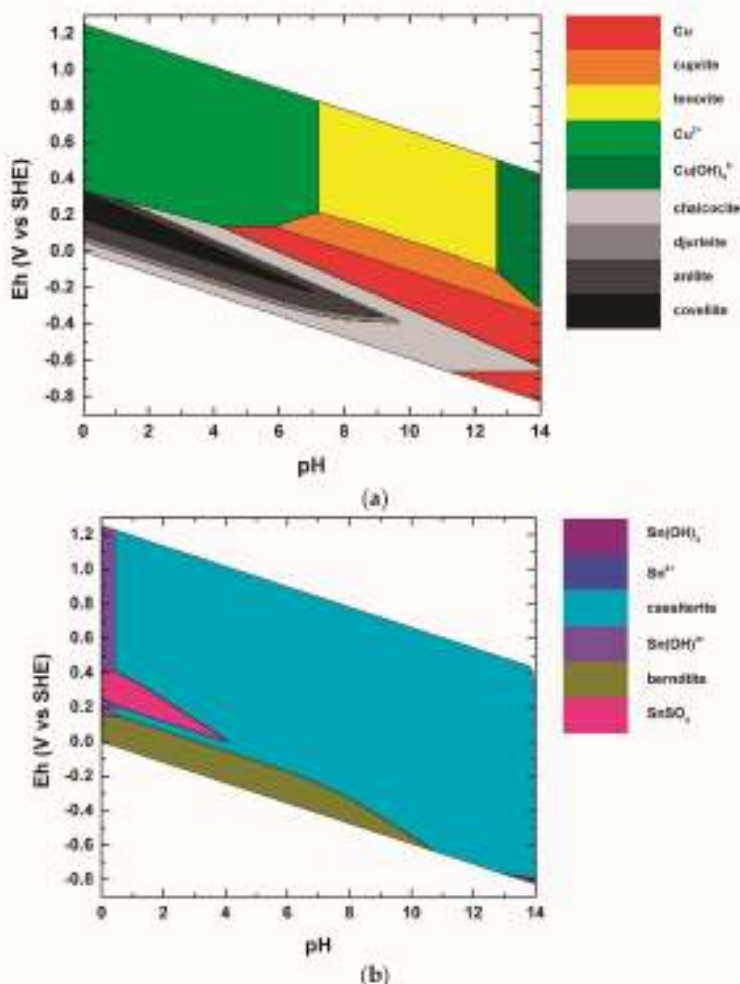 1.2
1.0
0.8
0.6
0.4
0.2
0.0
-0.2
-0.4
-0.6
-0.8
Eh (V vs SHE)
0 2 4 6 8 10 12 14
pH
Cu
cuprite
tenorite
Cu²⁺
chalcocite
djurleite
anilite
covellite
(a)
1.2
1.0
0.8
0.6
0.4
0.2
0.0
-0.2
-0.4
-0.6
-0.8
Eh (V vs SHE)
0 2 4 6 8 10 12 14
pH
cassiterite
berndtite
SnSO₄
(b)